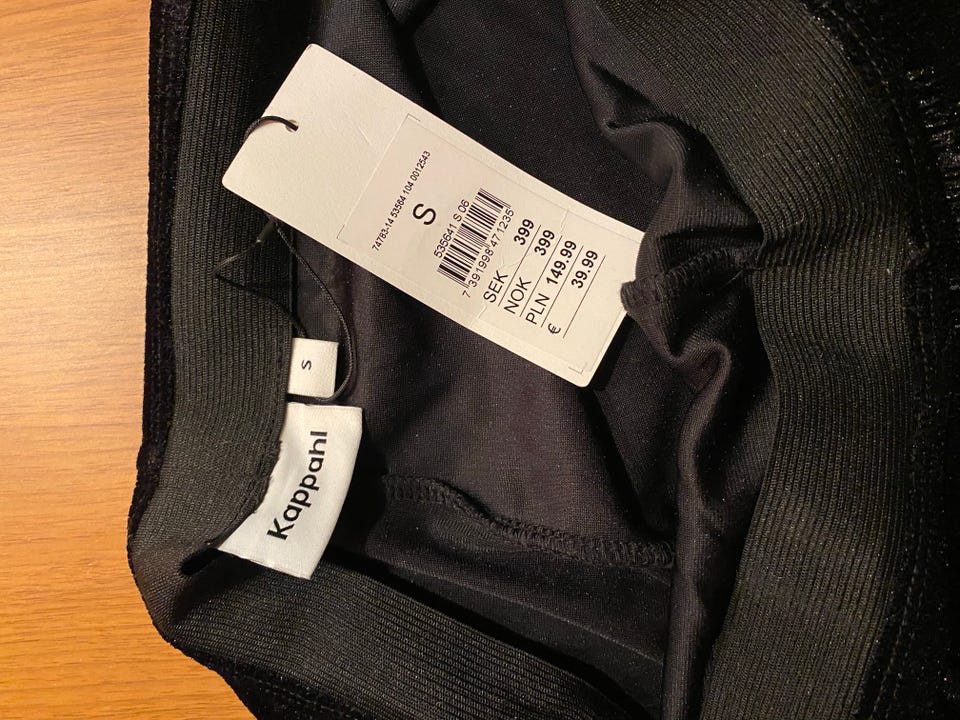 74783-14 53564 104 0012543
S
535641 S 06
7 391998 471235
SEK 399
NOK 399
PLN 149.99
€ 39.99
S
Kappahl